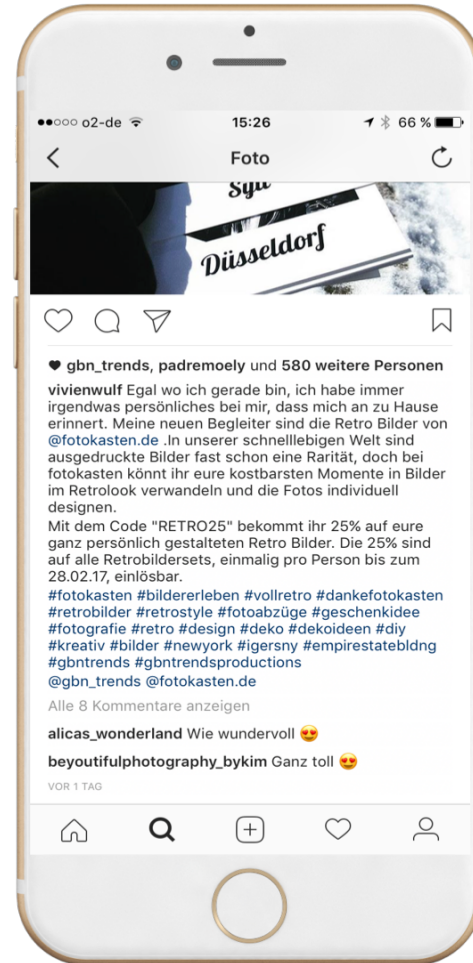 o2-de 15:26 66 %
Foto
Sylt
Düsseldorf
gbn_trends, padremoely und 580 weitere Personen
vivienwulf Egal wo ich gerade bin, ich habe immer
irgendwas persönliches bei mir, dass mich an zu Hause
erinnert. Meine neuen Begleiter sind die Retro Bilder von
@fotokasten.de .In unserer schnelllebigen Welt sind
ausgedruckte Bilder fast schon eine Rarität, doch bei
fotokasten könnt ihr eure kostbarsten Momente in Bilder
im Retrolook verwandeln und die Fotos individuell
designen.
Mit dem Code "RETRO25" bekommt ihr 25% auf eure
ganz persönlich gestalteten Retro Bilder. Die 25% sind
auf alle Retrobildersets, einmalig pro Person bis zum
28.02.17, einlösbar.
#fotokasten #bildererleben #vollretro #dankefotokasten
#retrobilder #retrostyle #fotoabzüge #geschenkidee
#fotografie #retro #design #deko #dekoideen #diy
#kreativ #bilder #newyork #igersny #empirestatebldng
#gbntrends #gbntrendsproductions
@gbn_trends @fotokasten.de
Alle 8 Kommentare anzeigen
alicas_wonderland Wie wundervoll 😍
beyoutifulphotography_bykim Ganz toll 😍
VOR 1 TAG